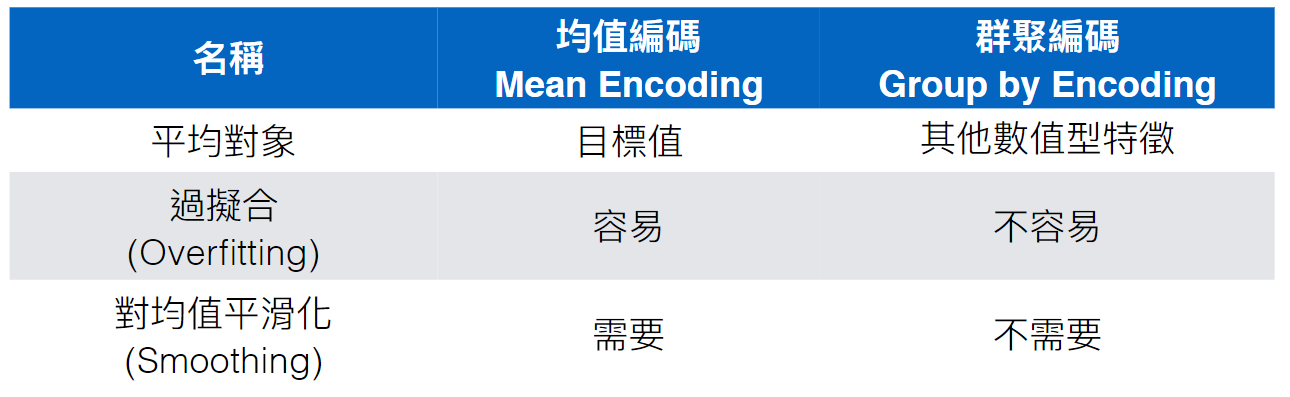 名稱
均值編碼
Mean Encoding
群聚編碼
Group by Encoding
平均對象
目標值
其他數值型特徵
過擬合
(Overfitting)
容易
不容易
對均值平滑化
(Smoothing)
需要
不需要